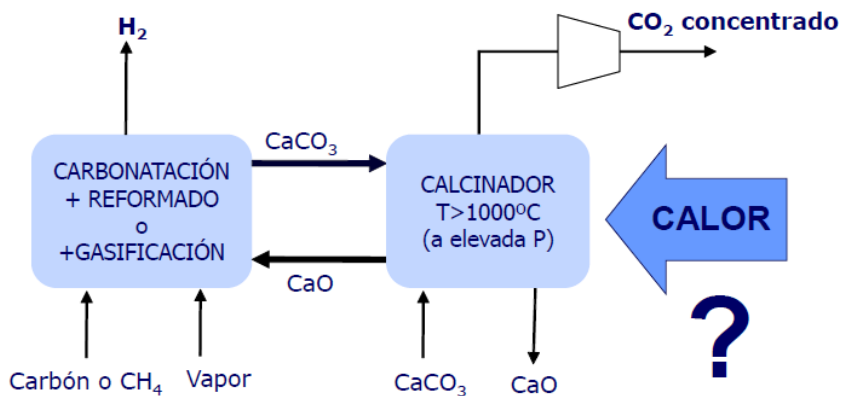 H₂
CO₂ concentrado
CaCO₃
CARBONATACIÓN
+ REFORMADO
o
+GASIFICACIÓN
CALCINADOR
T>1000ºC
(a elevada P)
CALOR
CaO
?
Carbón o CH₄
Vapor
CaCO₃
CaO